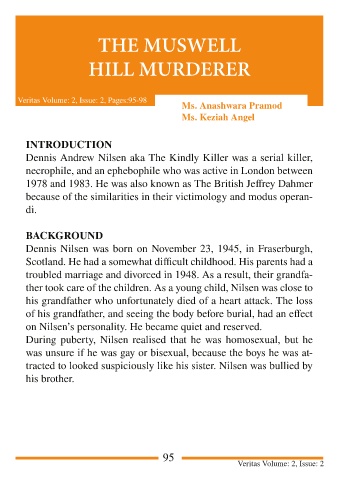 THE MUSWELL
HILL MURDERER
Veritas Volume: 2, Issue: 2, Pages:95-98
Ms. Anashwara Pramod
Ms. Keziah Angel
INTRODUCTION
Dennis Andrew Nilsen aka The Kindly Killer was a serial killer,
necrophile, and an ephebophile who was active in London between
1978 and 1983. He was also known as The British Jeffrey Dahmer
because of the similarities in their victimology and modus operan-
di.
BACKGROUND
Dennis Nilsen was born on November 23, 1945, in Fraserburgh,
Scotland. He had a somewhat difficult childhood. His parents had a
troubled marriage and divorced in 1948. As a result, their grandfa-
ther took care of the children. As a young child, Nilsen was close to
his grandfather who unfortunately died of a heart attack. The loss
of his grandfather, and seeing the body before burial, had an effect
on Nilsen’s personality. He became quiet and reserved.
During puberty, Nilsen realised that he was homosexual, but he
was unsure if he was gay or bisexual, because the boys he was at-
tracted to looked suspiciously like his sister. Nilsen was bullied by
his brother.
95
Veritas Volume: 2, Issue: 2